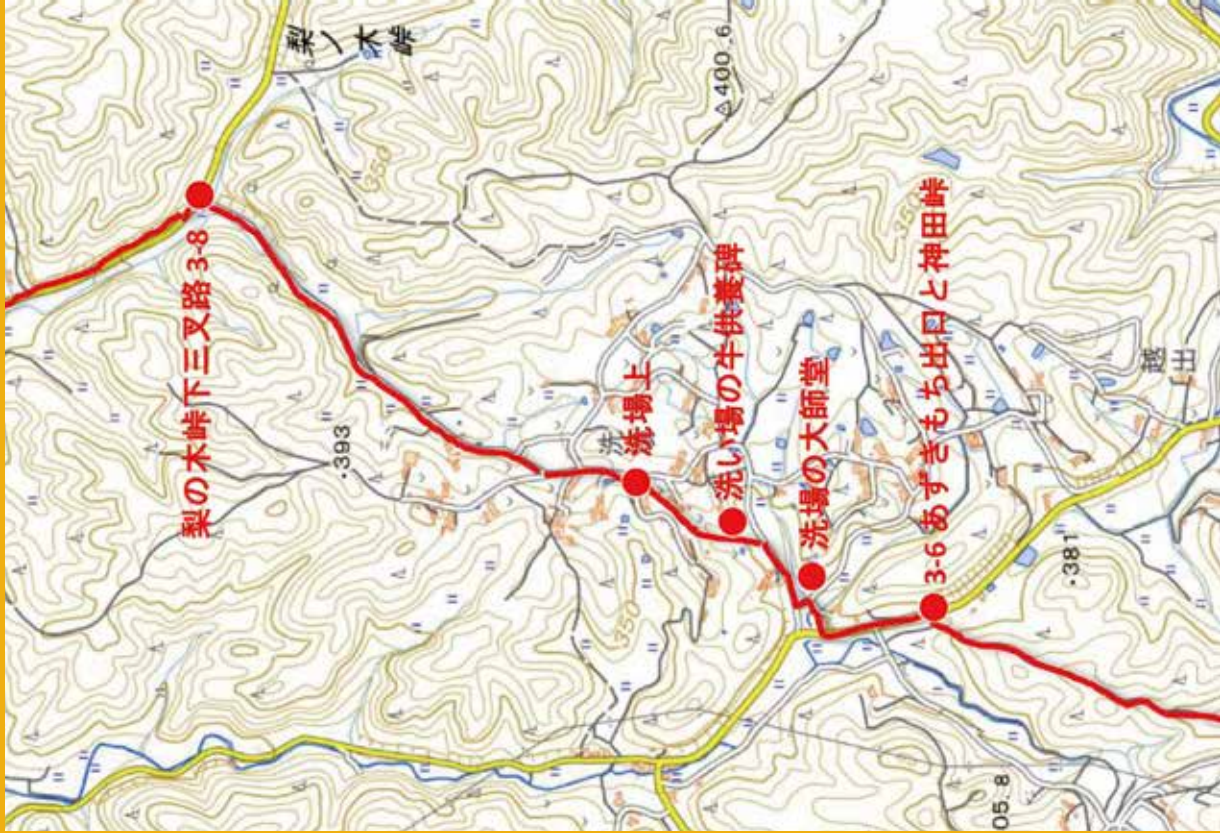 梨ノ木峠
400.6
梨の木峠下三叉路 3-8
350
・393
洗
洗場上
洗い場の牛供養碑
洗場の大師堂
350
350
3-6 あずきもち出口と神田峠
越出
・381
05.8